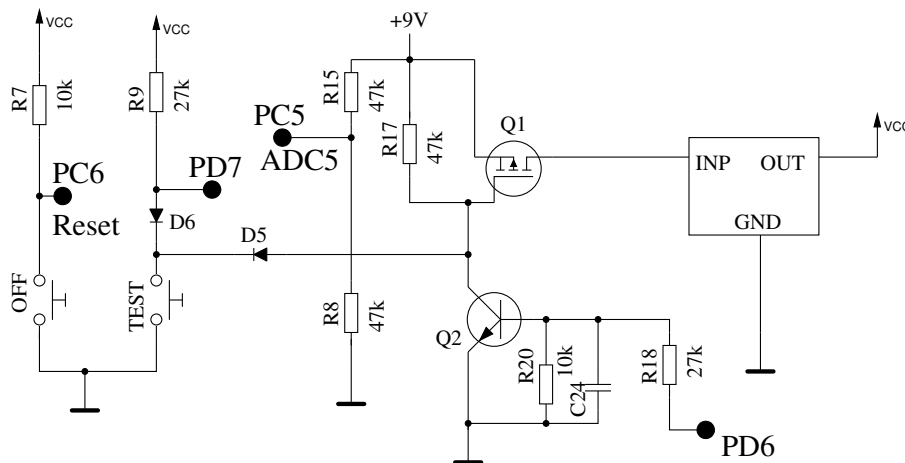 VCC
R7
10k
PC6
Reset
OFF
VCC
R9
27k
PD7
D6
TEST
D5
+9V
R15
47k
PC5
ADC5
R17
47k
R8
47k
Q1
Q2
R20
10k
C24
R18
27k
PD6
INP
OUT
GND
VCC